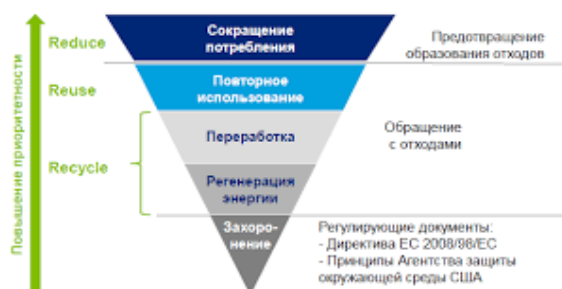 Повышение приоритетности
Reduce
Сокращение
потребления
Предотвращение
образования отходов
Reuse
Повторное
использование
Recycle
Переработка
Обращение
с отходами
Регенерация
энергии
Захоро-
нение
Регулирующие документы:
- Директива ЕС 2008/98/ЕС
- Принципы Агентства защиты
окружающей среды США